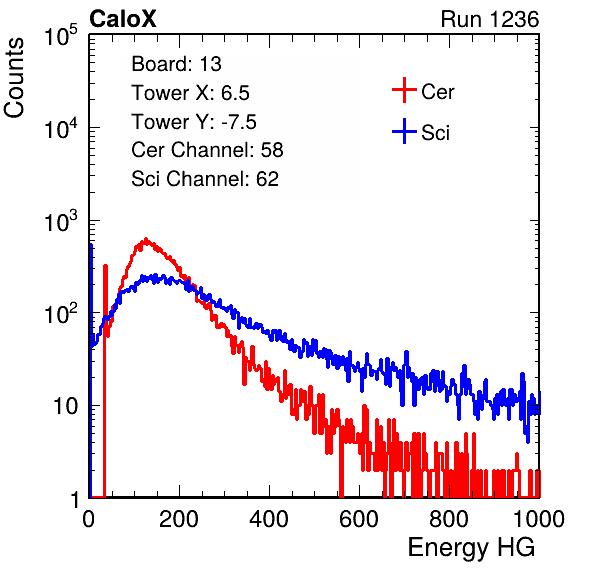 CaloX Run 1236
Counts
Board: 13
Tower X: 6.5
Tower Y: -7.5
Cer Channel: 58
Sci Channel: 62
Cer
Sci
10^5
10^4
10^3
10^2
10
1
0 200 400 600 800 1000
Energy HG